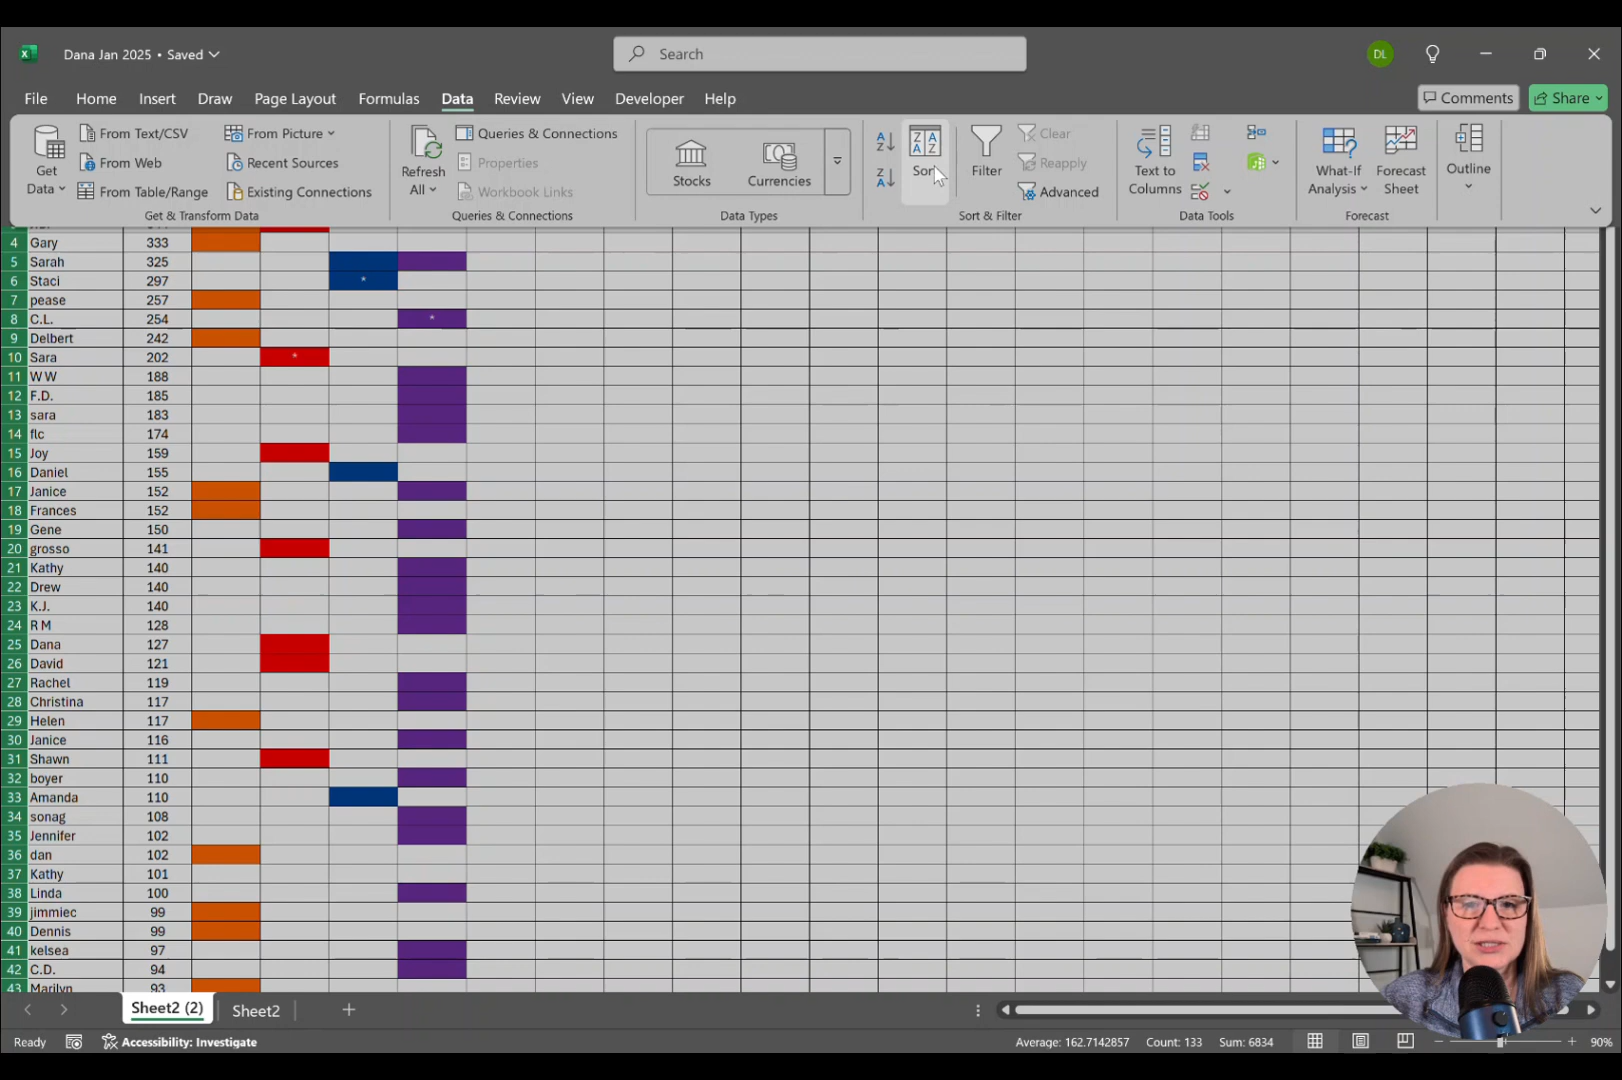 Dana Jan 2025 • Saved
Search
DL
File Home Insert Draw Page Layout Formulas Data Review View Developer Help
Comments Share
Get Data
From Text/CSV
From Web
From Table/Range
From Picture
Recent Sources
Existing Connections
Get & Transform Data
Refresh All
Queries & Connections
Properties
Workbook Links
Queries & Connections
Stocks
Currencies
Data Types
Sort
Filter
Clear
Reapply
Advanced
Sort & Filter
Text to Columns
Data Tools
What-If Analysis
Forecast Sheet
Forecast
Outline
4 Gary 333
5 Sarah 325
6 Staci 297 *
7 pease 257
8 C.L. 254 *
9 Delbert 242
10 Sara 202 *
11 W W 188
12 F.D. 185
13 sara 183
14 flc 174
15 Joy 159
16 Daniel 155
17 Janice 152
18 Frances 152
19 Gene 150
20 grosso 141
21 Kathy 140
22 Drew 140
23 K.J. 140
24 R M 128
25 Dana 127
26 David 121
27 Rachel 119
28 Christina 117
29 Helen 117
30 Janice 116
31 Shawn 111
32 boyer 110
33 Amanda 110
34 sonag 108
35 Jennifer 102
36 dan 102
37 Kathy 101
38 Linda 100
39 jimmiec 99
40 Dennis 99
41 kelsea 97
42 C.D. 94
43 Marilyn 93
Sheet2 (2) Sheet2
Ready Accessibility: Investigate Average: 162.7142857 Count: 133 Sum: 6834 90%